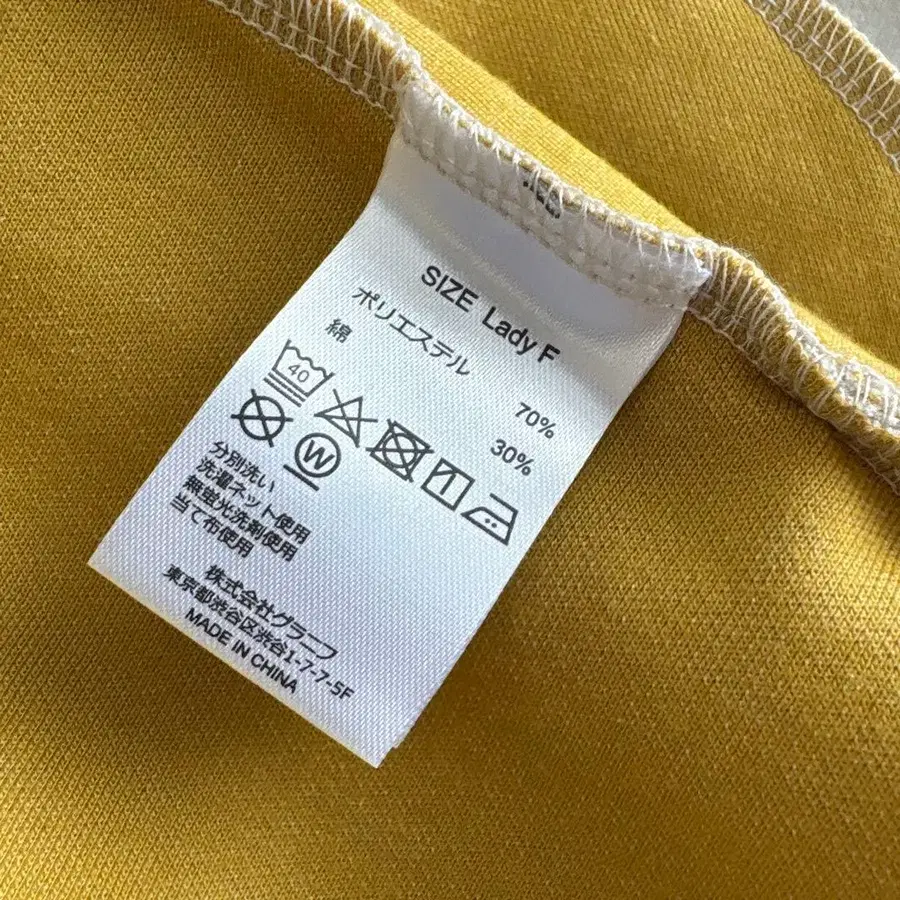 SIZE Lady F
ポリエステル 70%
綿 30%
40
W
分別洗い
洗濯ネット使用
無蛍光洗剤使用
当て布使用
株式会社グラニフ
東京都渋谷区渋谷1-7-7-5F
MADE IN CHINA